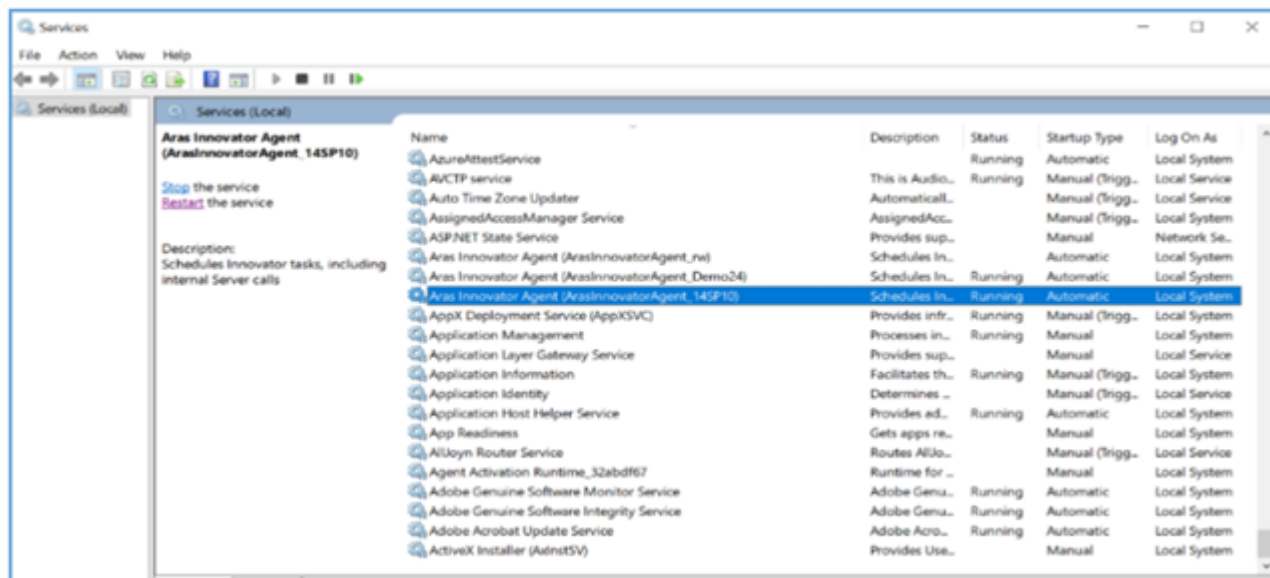 Services
File Action View Help
Services (Local)
Services (Local)
Aras Innovator Agent
(ArasInnovatorAgent_14SP10)
Stop the service
Restart the service
Description:
Schedules Innovator tasks, including
internal Server calls
Name Description Status Startup Type Log On As
AzureAttestService Running Automatic Local System
AVCTP service This is Audio... Running Manual (Trigg... Local Service
Auto Time Zone Updater Automaticall... Manual (Trigg... Local Service
AssignedAccessManager Service AssignedAcc... Manual (Trigg... Local System
ASP.NET State Service Provides sup... Manual Network Se...
Aras Innovator Agent (ArasInnovatorAgent_rw) Schedules In... Automatic Local System
Aras Innovator Agent (ArasInnovatorAgent_Demo24) Schedules In... Running Automatic Local System
Aras Innovator Agent (ArasInnovatorAgent_14SP10) Schedules In... Running Automatic Local System
AppX Deployment Service (AppXSVC) Provides infr... Running Manual (Trigg... Local System
Application Management Processes in... Running Manual Local System
Application Layer Gateway Service Provides sup... Manual Local Service
Application Information Facilitates th... Running Manual (Trigg... Local System
Application Identity Determines ... Manual (Trigg... Local Service
Application Host Helper Service Provides ad... Running Automatic Local System
App Readiness Gets apps re... Manual Local System
AllJoyn Router Service Routes AllJo... Manual (Trigg... Local Service
Agent Activation Runtime_32abdf67 Runtime for ... Manual Local System
Adobe Genuine Software Monitor Service Adobe Genu... Running Automatic Local System
Adobe Genuine Software Integrity Service Adobe Genu... Running Automatic Local System
Adobe Acrobat Update Service Adobe Acro... Running Automatic Local System
ActiveX Installer (AxInstSV) Provides Use... Manual Local System